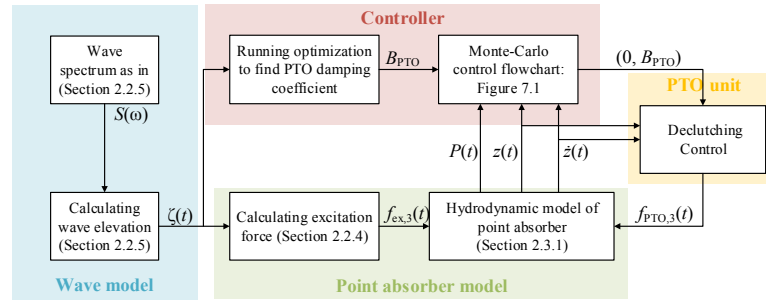 Controller
Wave
spectrum as in
(Section 2.2.5)
Running optimization
to find PTO damping
coefficient
B_PTO
Monte-Carlo
control flowchart:
Figure 7.1
(0, B_PTO)
PTO unit
S(ω)
P(t)
z(t)
ż(t)
Declutching
Control
Calculating
wave elevation
(Section 2.2.5)
ζ(t)
Calculating excitation
force (Section 2.2.4)
f_ex,3(t)
Hydrodynamic model of
point absorber
(Section 2.3.1)
f_PTO,3(t)
Wave model
Point absorber model